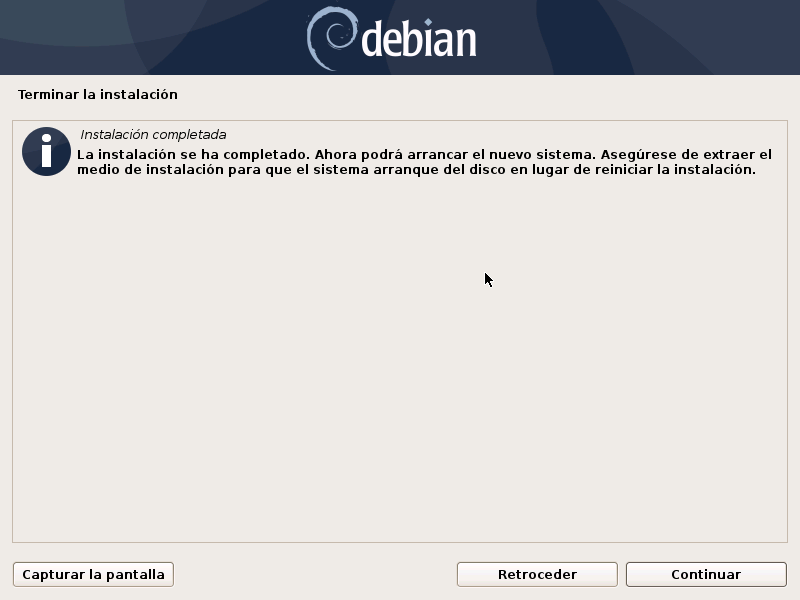 debian
Terminar la instalación
Instalación completada
La instalación se ha completado. Ahora podrá arrancar el nuevo sistema. Asegúrese de extraer el
medio de instalación para que el sistema arranque del disco en lugar de reiniciar la instalación.
Capturar la pantalla
Retroceder
Continuar